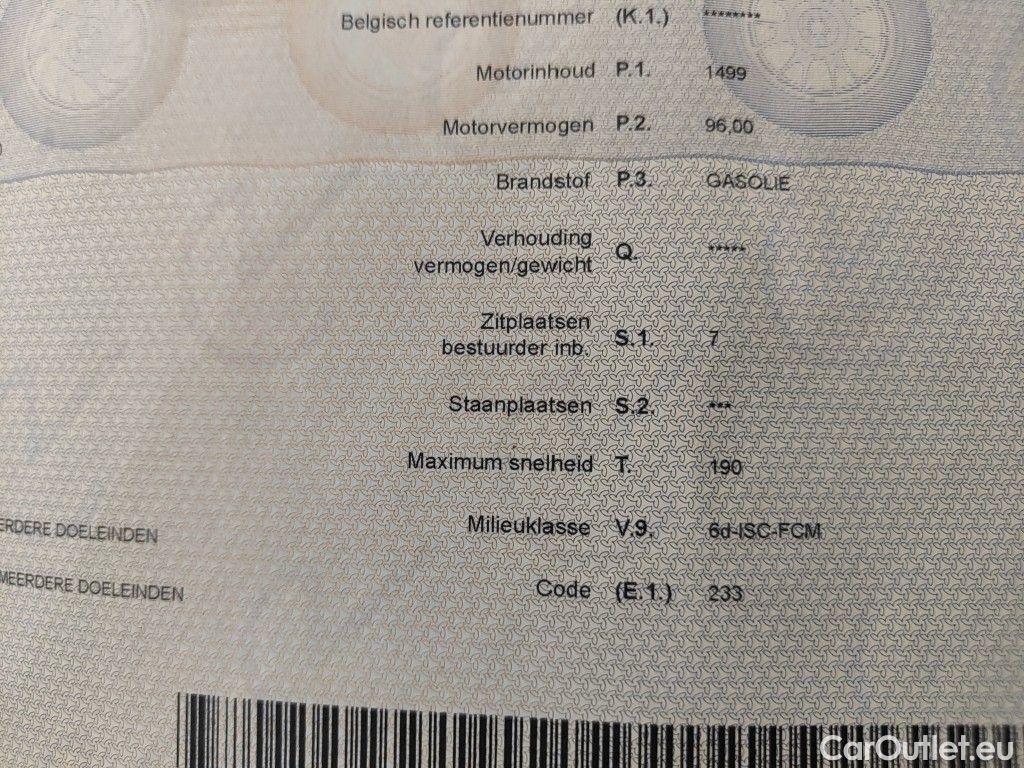 Belgisch referentienummer (K.1.) ********
Motorinhoud P.1. 1499
Motorvermogen P.2. 96,00
Brandstof P.3. GASOLIE
Verhouding
vermogen/gewicht Q. *****
Zitplaatsen
bestuurder inb. S.1. 7
Staanplaatsen S.2. ***
Maximum snelheid T. 190
ERDERE DOELEINDEN Milieuklasse V.9. 6d-ISC-FCM
MEERDERE DOELEINDEN Code (E.1.) 233
CarOutlet.eu